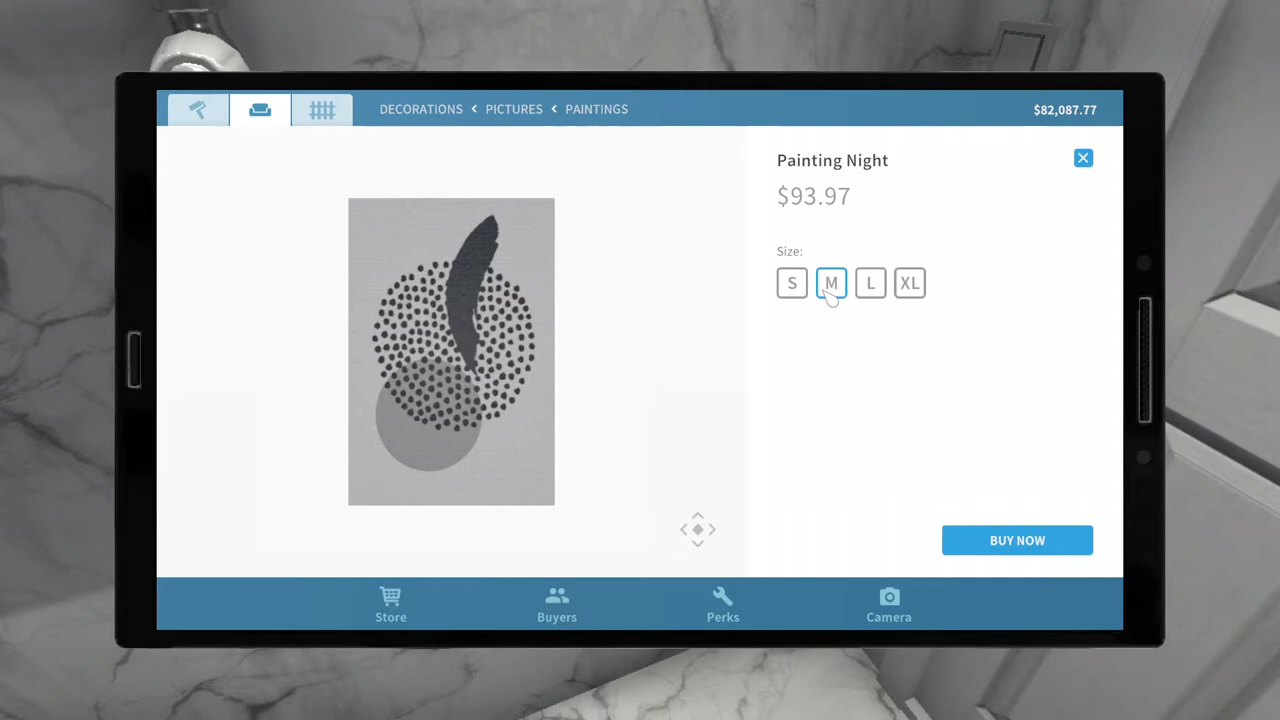 DECORATIONS < PICTURES < PAINTINGS
$82,087.77
Painting Night
$93.97
Size:
S M L XL
BUY NOW
Store Buyers Perks Camera